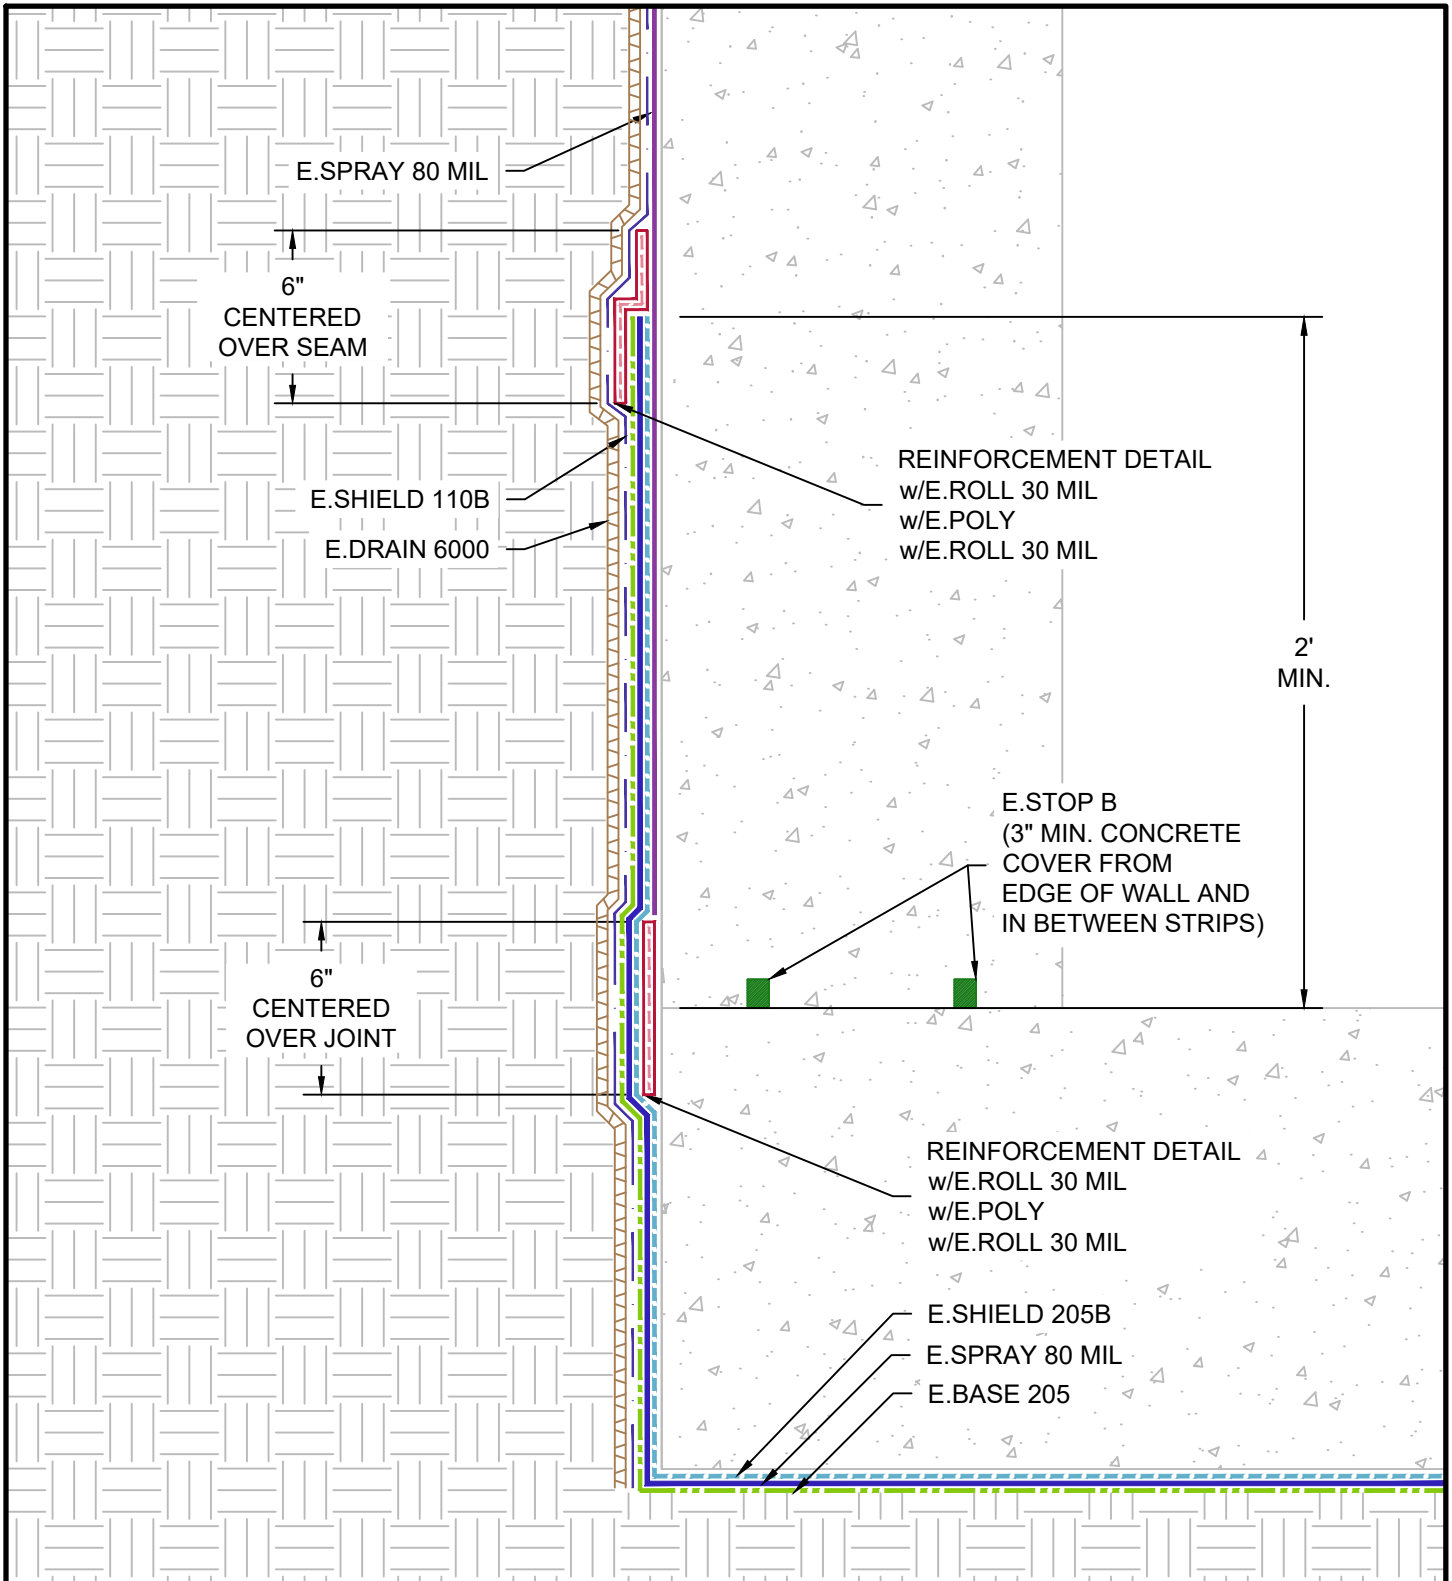 E.SPRAY 80 MIL
6"
CENTERED
OVER SEAM
E.SHIELD 110B
E.DRAIN 6000
REINFORCEMENT DETAIL
w/E.ROLL 30 MIL
w/E.POLY
w/E.ROLL 30 MIL
2'
MIN.
E.STOP B
(3" MIN. CONCRETE
COVER FROM
EDGE OF WALL AND
IN BETWEEN STRIPS)
6"
CENTERED
OVER JOINT
REINFORCEMENT DETAIL
w/E.ROLL 30 MIL
w/E.POLY
w/E.ROLL 30 MIL
E.SHIELD 205B
E.SPRAY 80 MIL
E.BASE 205